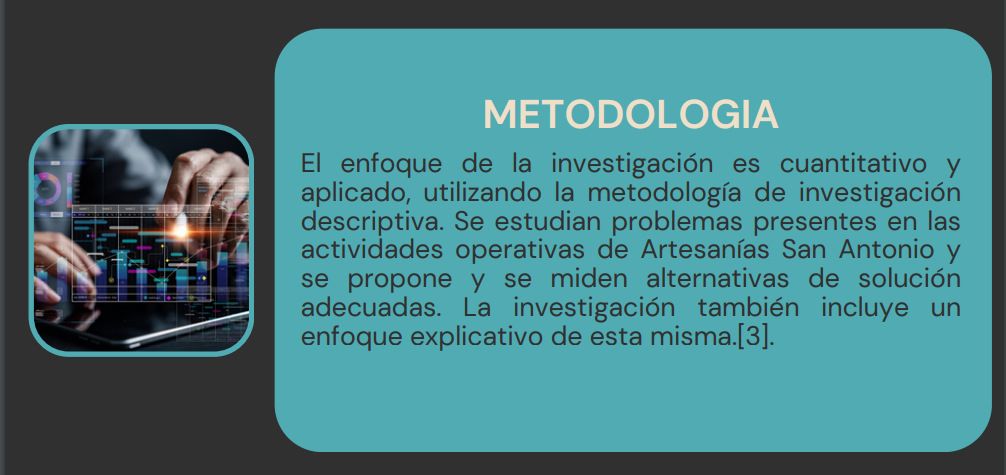 METODOLOGIA
El enfoque de la investigación es cuantitativo y
aplicado, utilizando la metodología de investigación
descriptiva. Se estudian problemas presentes en las
actividades operativas de Artesanías San Antonio y
se propone y se miden alternativas de solución
adecuadas. La investigación también incluye un
enfoque explicativo de esta misma.[3].